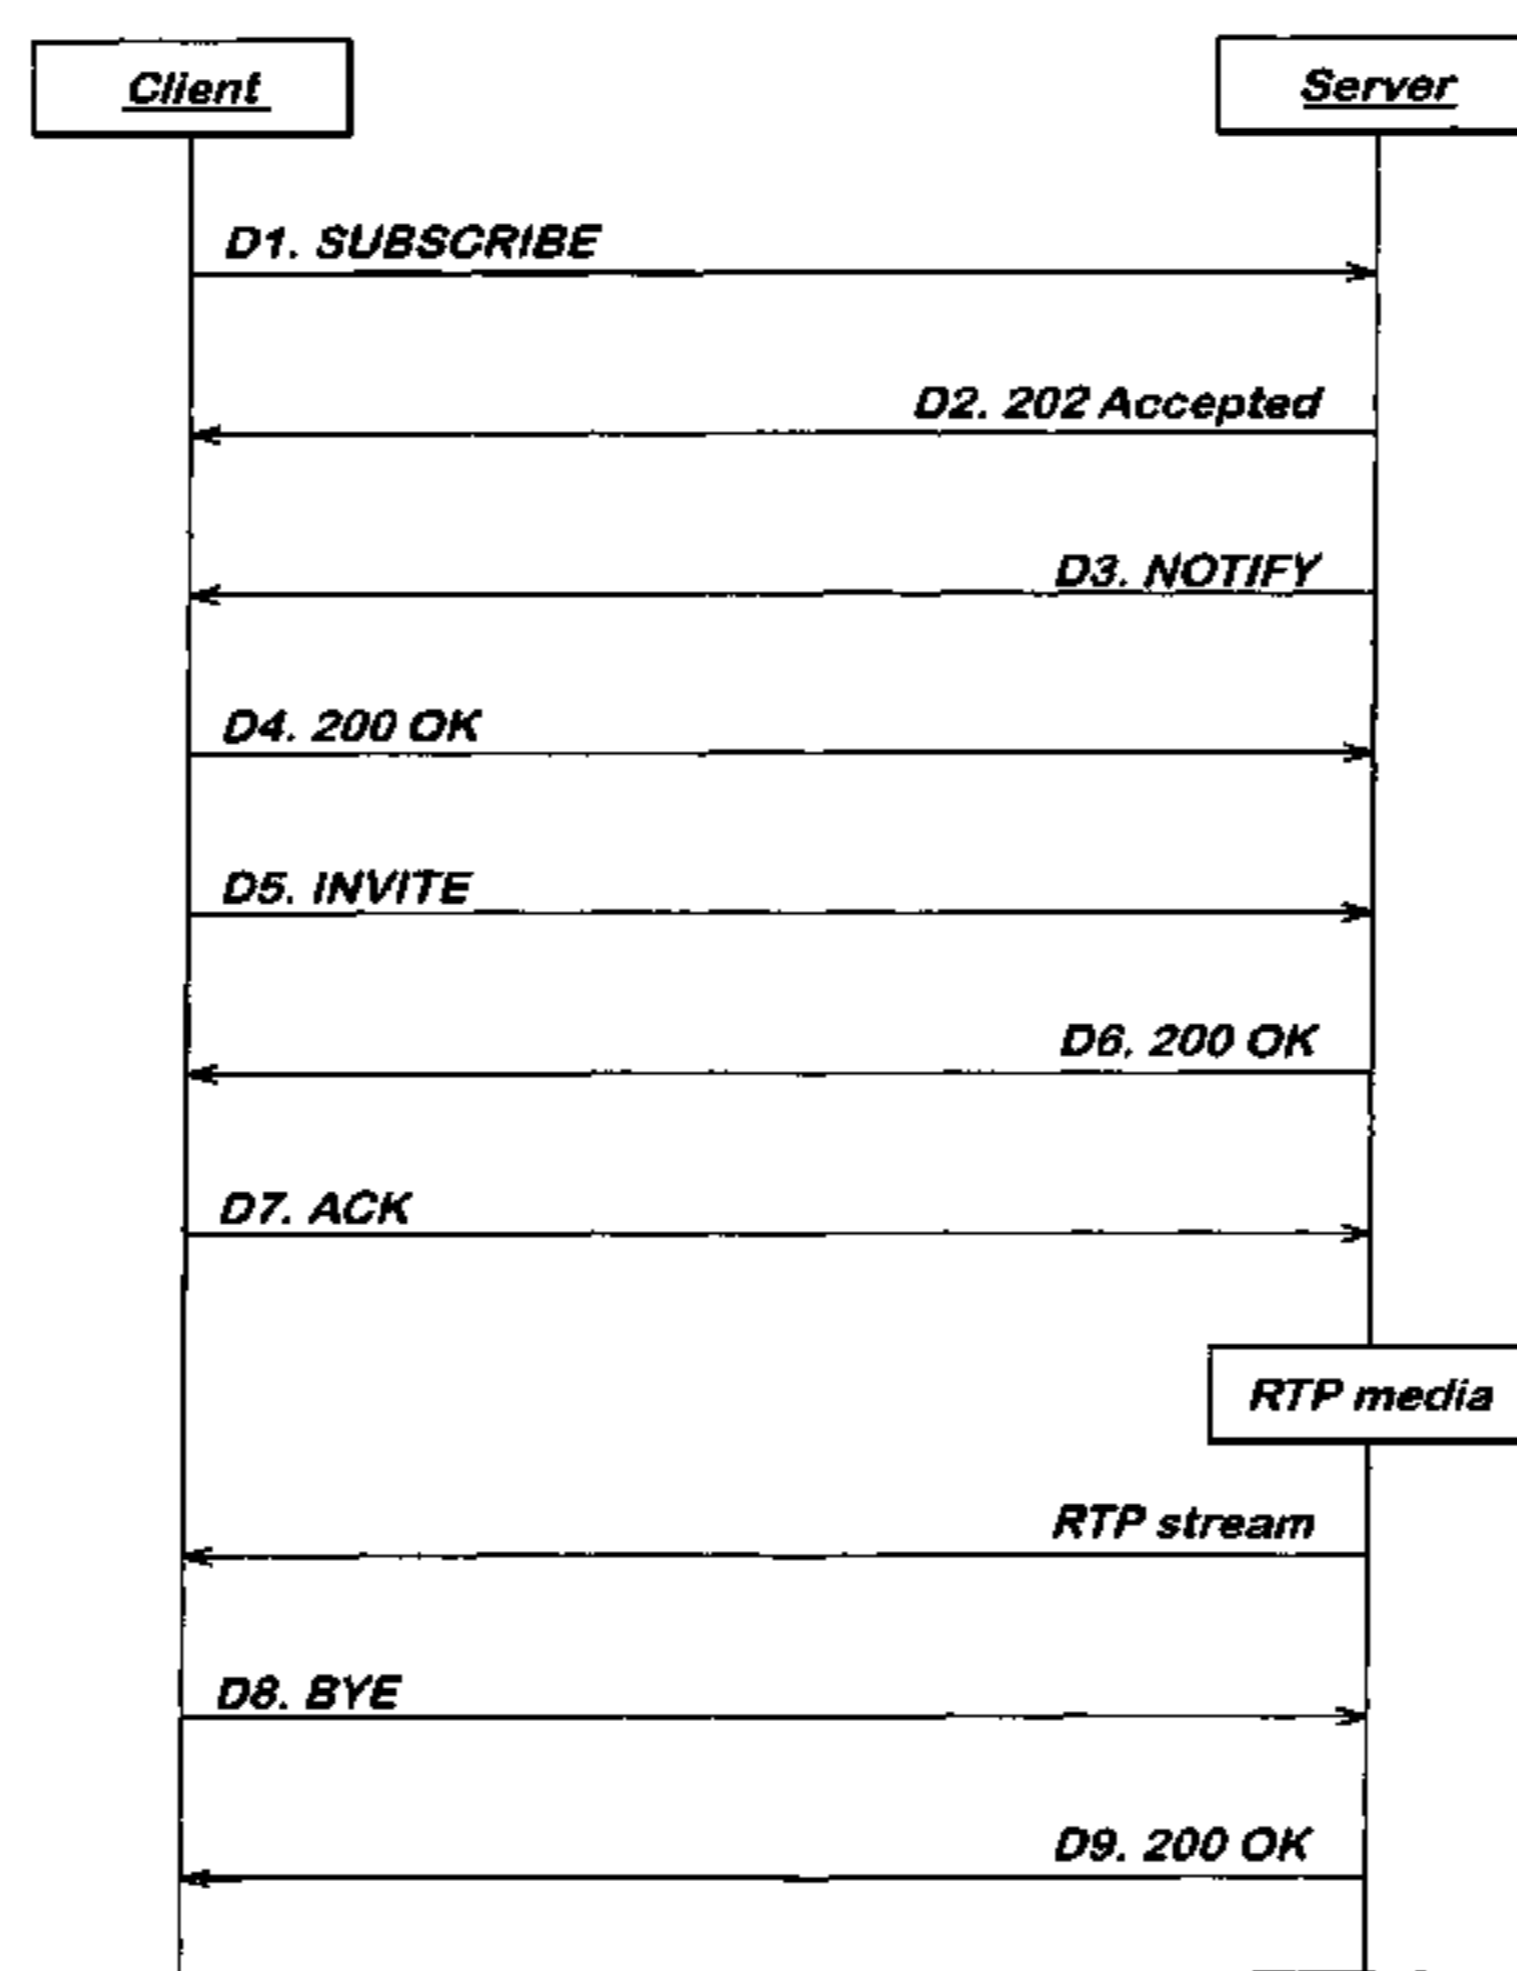 Client
Server
D1. SUBSCRIBE
D2. 202 Accepted
D3. NOTIFY
D4. 200 OK
D5. INVITE
D6. 200 OK
D7. ACK
RTP media
RTP stream
D8. BYE
D9. 200 OK